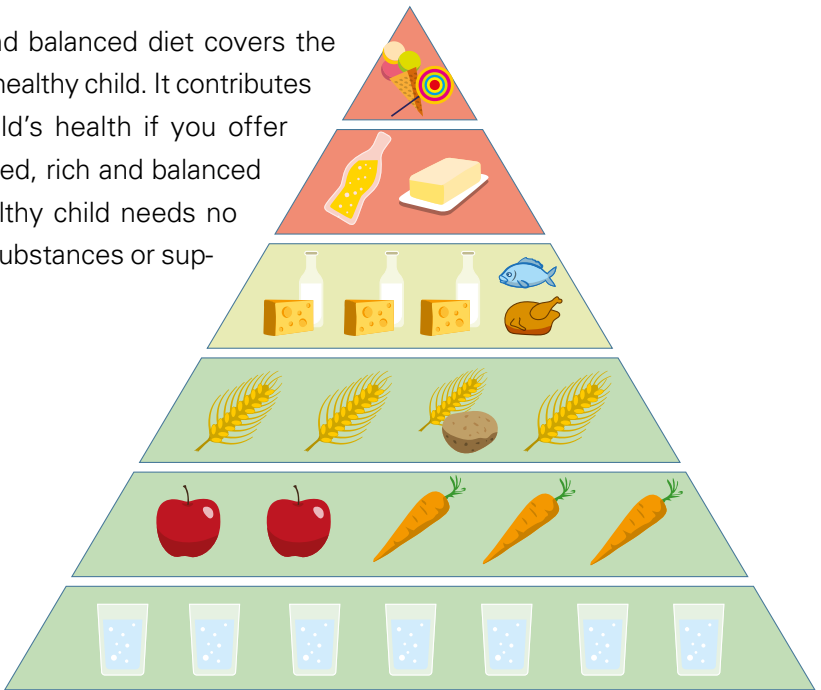 nd balanced diet covers the
healthy child. It contributes
ld’s health if you offer
ed, rich and balanced
lthy child needs no
ubstances or sup-